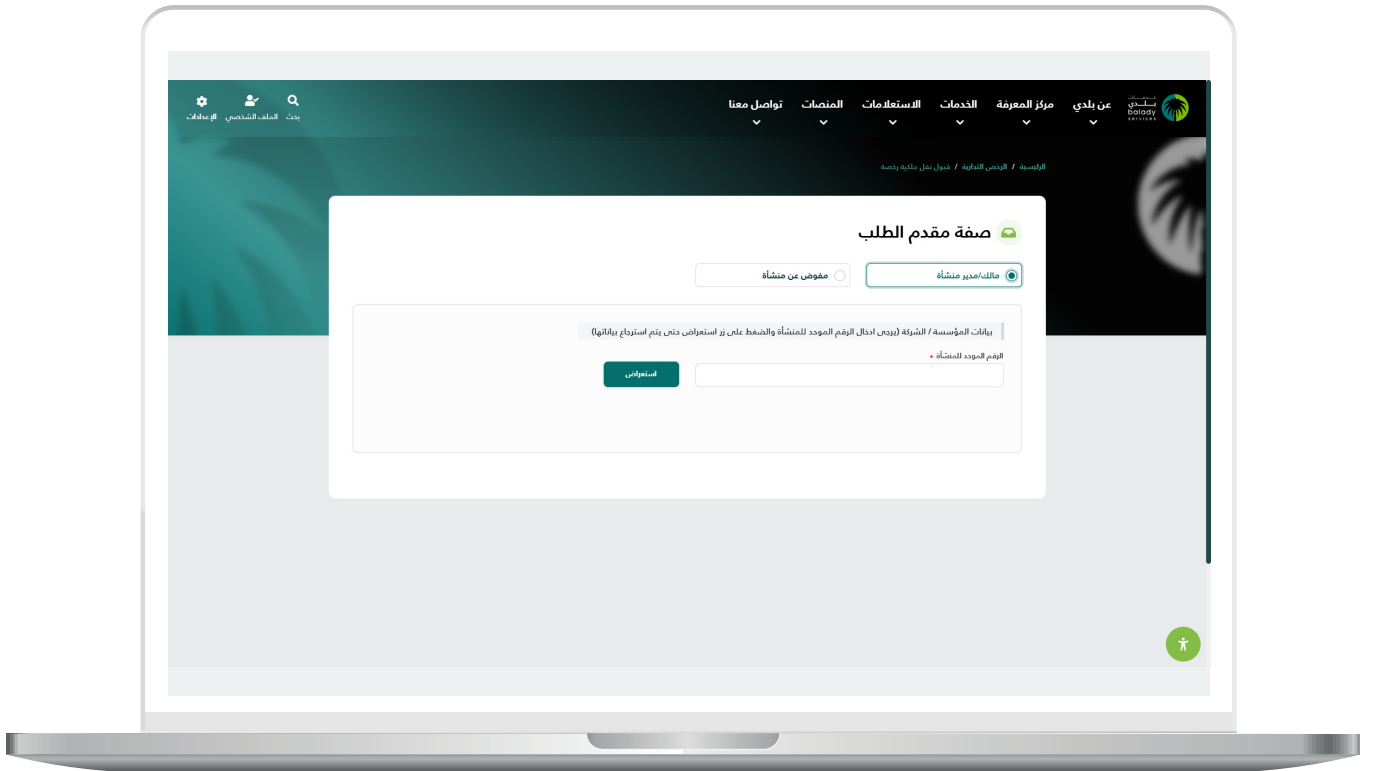 خدمات
بلدي
balady
services
عن بلدي
مركز المعرفة
الخدمات
الاستعلامات
المنصات
تواصل معنا
بحث
الملف الشخصي
الإعدادات
الرئيسية / الرخص التجارية / قبول نقل ملكية رخصة
صفة مقدم الطلب
مالك/مدير منشأة
مفوض عن منشأة
بيانات المؤسسة / الشركة (يرجى ادخال الرقم الموحد للمنشأة والضغط على زر استعراض حتى يتم استرجاع بياناتها)
الرقم الموحد للمنشأة *
استعراض